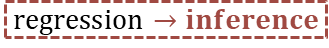 regression → inference